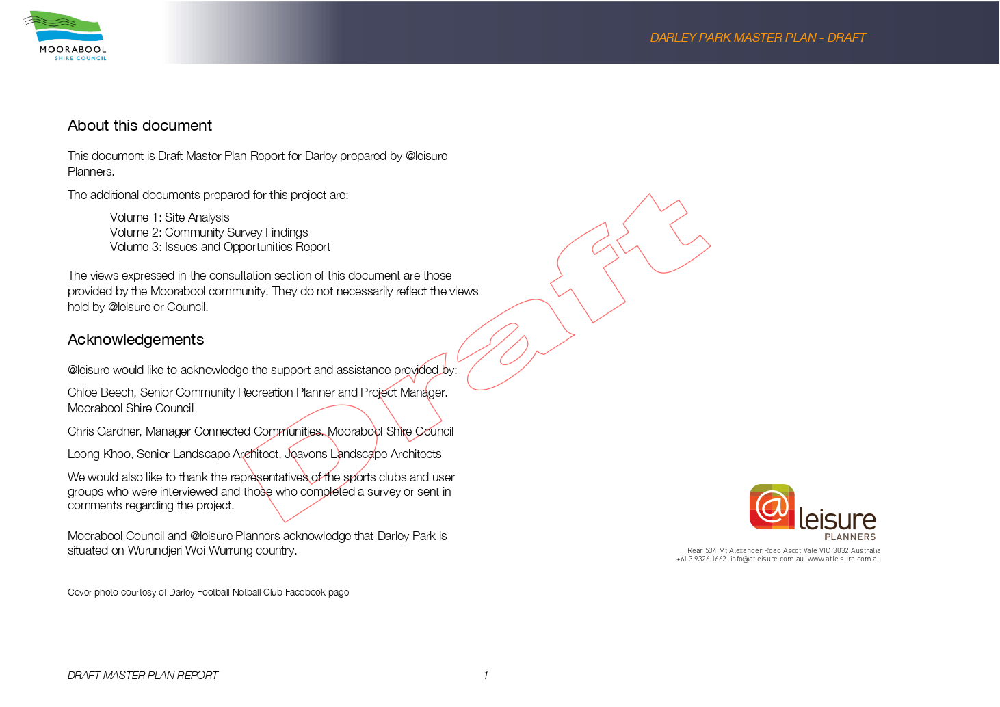 MOORABOOL
SHIRE COUNCIL
DARLEY PARK MASTER PLAN - DRAFT
About this document
This document is Draft Master Plan Report for Darley prepared by @leisure
Planners.
The additional documents prepared for this project are:
Volume 1: Site Analysis
Volume 2: Community Survey Findings
Volume 3: Issues and Opportunities Report
The views expressed in the consultation section of this document are those
provided by the Moorabool community. They do not necessarily reflect the views
held by @leisure or Council.
Acknowledgements
@leisure would like to acknowledge the support and assistance provided by:
Chloe Beech, Senior Community Recreation Planner and Project Manager.
Moorabool Shire Council
Chris Gardner, Manager Connected Communities. Moorabool Shire Council
Leong Khoo, Senior Landscape Architect, Jeavons Landscape Architects
We would also like to thank the representatives of the sports clubs and user
groups who were interviewed and those who completed a survey or sent in
comments regarding the project.
Moorabool Council and @leisure Planners acknowledge that Darley Park is
situated on Wurundjeri Woi Wurrung country.
Cover photo courtesy of Darley Football Netball Club Facebook page
Draft
@leisure
PLANNERS
Rear 534 Mt Alexander Road Ascot Vale VIC 3032 Australia
+61 3 9326 1662 info@atleisure.com.au www.atleisure.com.au
DRAFT MASTER PLAN REPORT
1